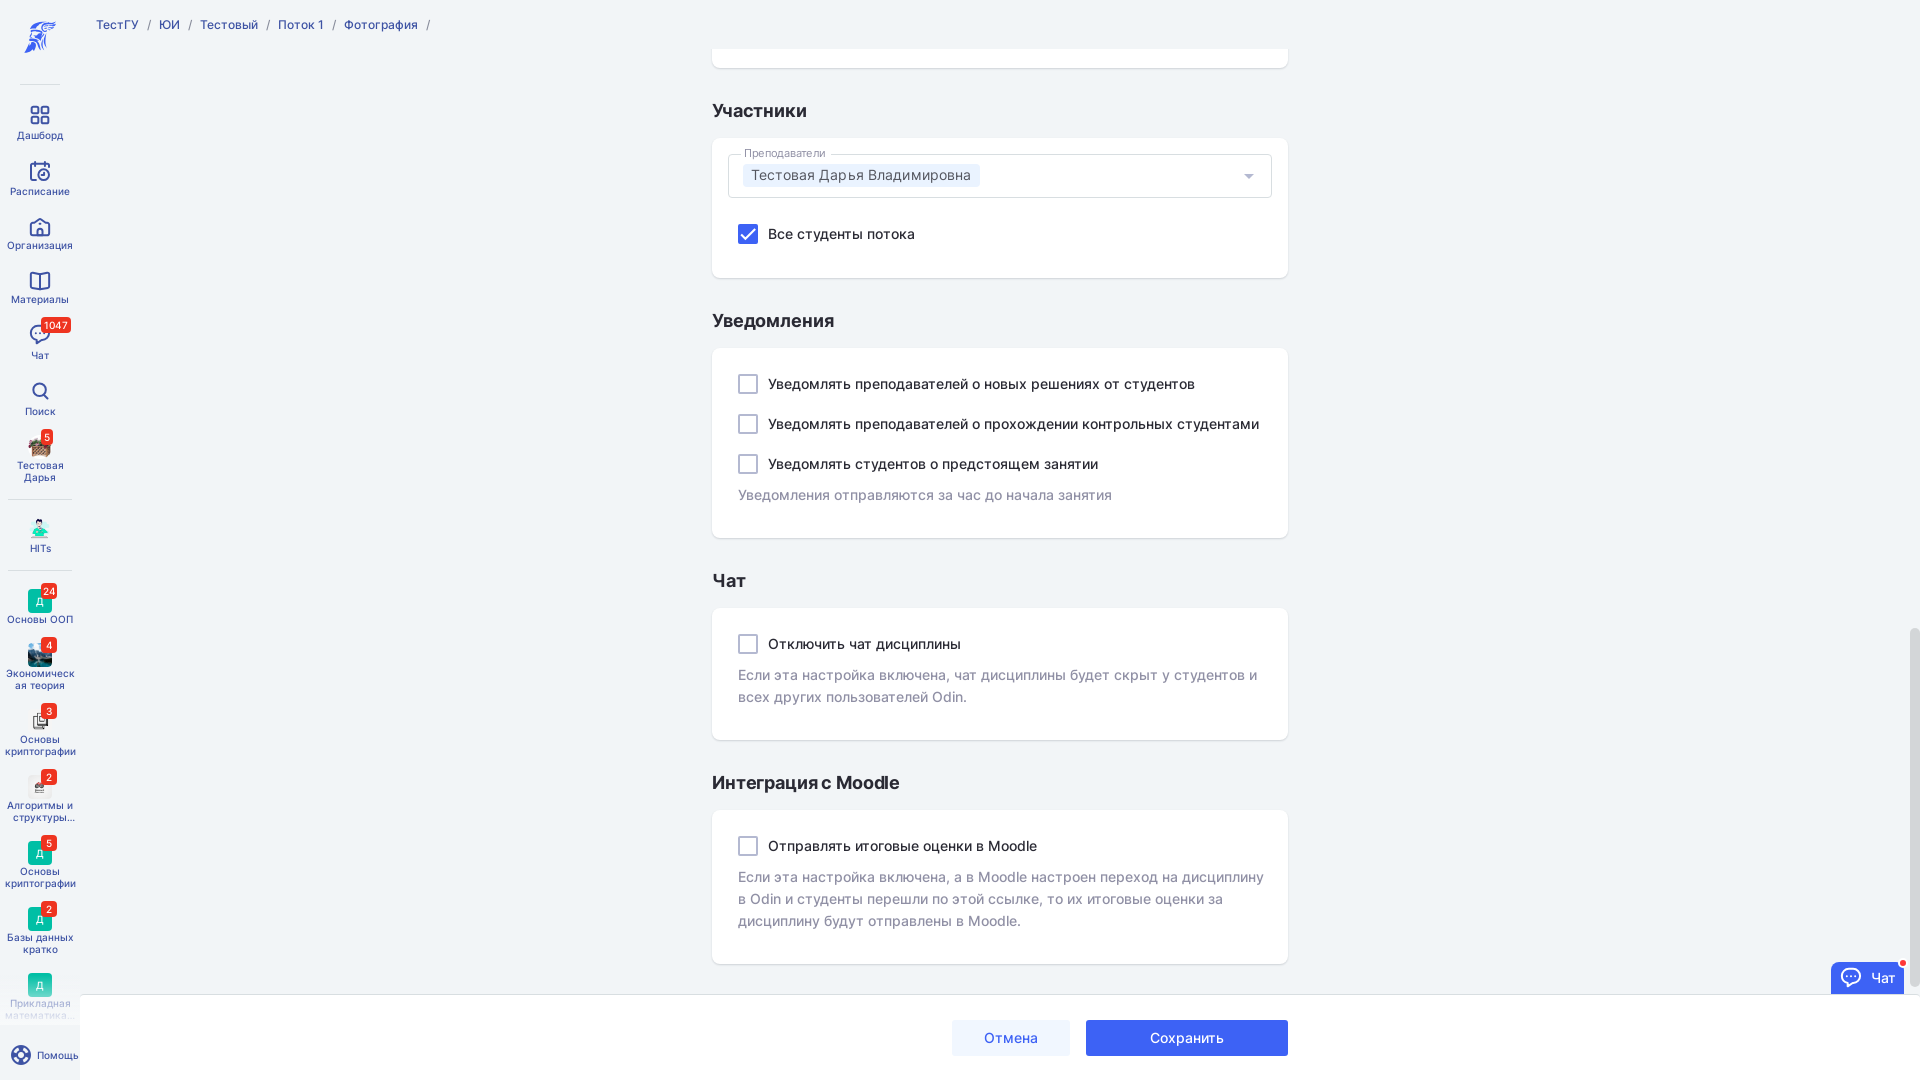 ТестГУ / ЮИ / Тестовый / Поток 1 / Фотография /
Дашборд
Расписание
Организация
Материалы
1047
Чат
Поиск
5
Тестовая
Дарья
HITs
24
Д
Основы ООП
4
Экономическ
ая теория
3
Основы
криптографии
2
Алгоритмы и
структуры...
5
Д
Основы
криптографии
2
Д
Базы данных
кратко
Д
Прикладная
математика...
Помощь
Участники
Преподаватели
Тестовая Дарья Владимировна
Все студенты потока
Уведомления
Уведомлять преподавателей о новых решениях от студентов
Уведомлять преподавателей о прохождении контрольных студентами
Уведомлять студентов о предстоящем занятии
Уведомления отправляются за час до начала занятия
Чат
Отключить чат дисциплины
Если эта настройка включена, чат дисциплины будет скрыт у студентов и
всех других пользователей Odin.
Интеграция с Moodle
Отправлять итоговые оценки в Moodle
Если эта настройка включена, а в Moodle настроен переход на дисциплину
в Odin и студенты перешли по этой ссылке, то их итоговые оценки за
дисциплину будут отправлены в Moodle.
Чат
Отмена
Сохранить